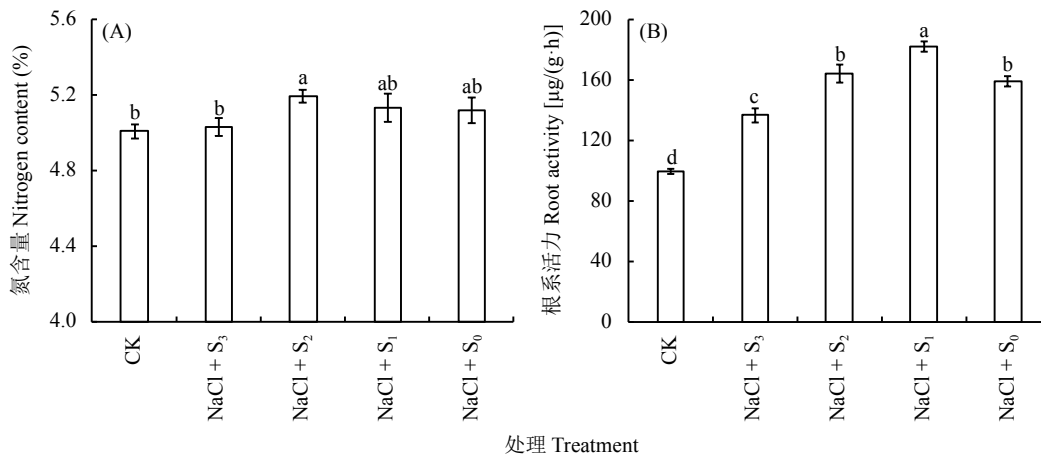 (A)
氮含量 Nitrogen content (%)
5.6
5.2
4.8
4.4
4.0
b
b
a
ab
ab
CK
NaCl + S₃
NaCl + S₂
NaCl + S₁
NaCl + S₀
(B)
根系活力 Root activity [μg/(g·h)]
200
160
120
80
40
0
d
c
b
a
b
CK
NaCl + S₃
NaCl + S₂
NaCl + S₁
NaCl + S₀
处理 Treatment